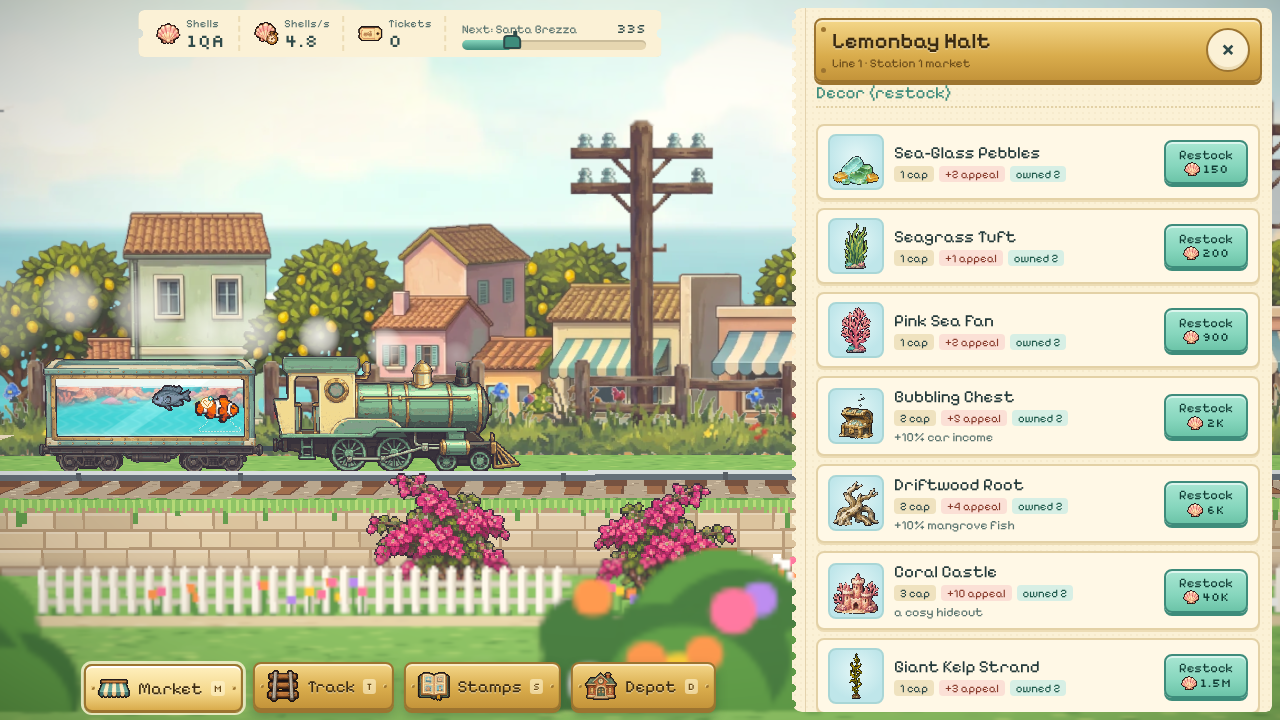 Shells
1QA
Shells/s
4.8
Tickets
0
Next: Santa Brezza
33S
Lemonbay Halt
Line 1 · Station 1 market
Decor (restock)
Sea-Glass Pebbles
1 cap
+2 appeal
owned 2
Restock
150
Seagrass Tuft
1 cap
+1 appeal
owned 2
Restock
200
Pink Sea Fan
1 cap
+2 appeal
owned 2
Restock
900
Bubbling Chest
2 cap
+5 appeal
owned 2
+10% car income
Restock
2K
Driftwood Root
2 cap
+4 appeal
owned 2
+10% mangrove fish
Restock
6K
Coral Castle
3 cap
+10 appeal
owned 2
a cosy hideout
Restock
40K
Giant Kelp Strand
1 cap
+3 appeal
owned 2
Restock
1.5M
Market M
Track T
Stamps S
Depot D